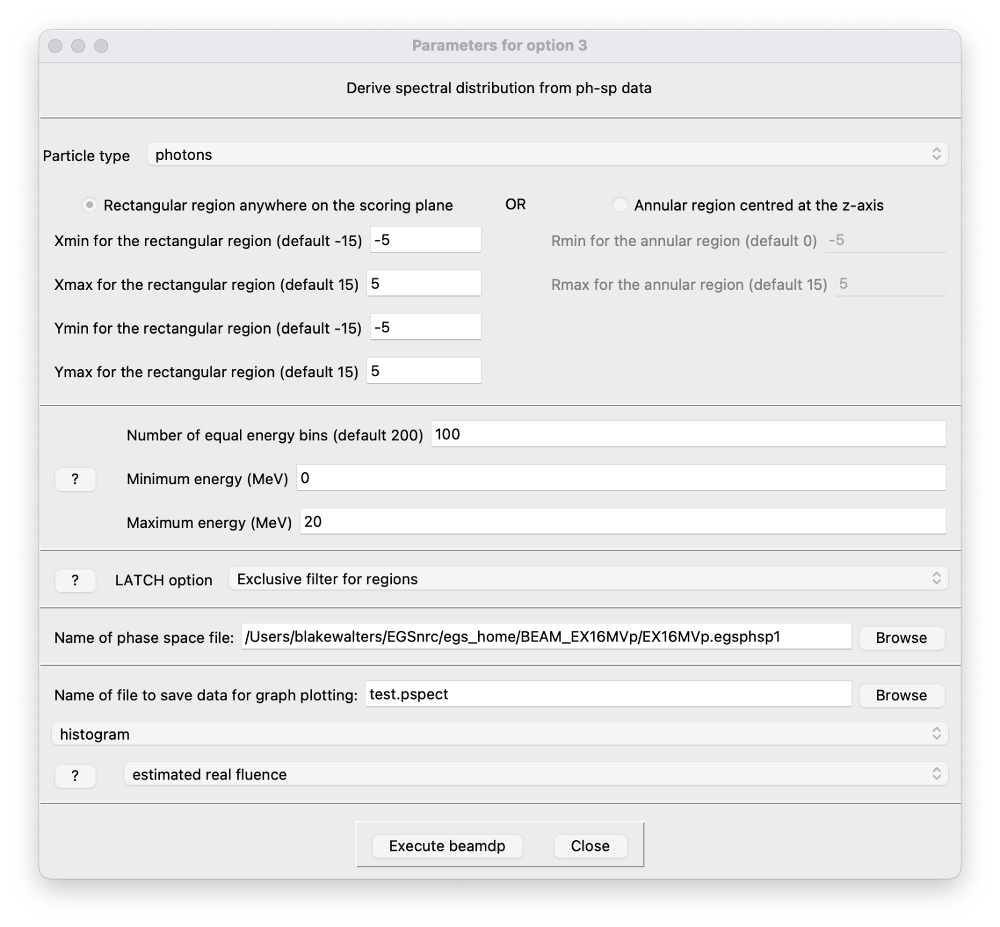 Parameters for option 3
Derive spectral distribution from ph-sp data
Particle type photons
Rectangular region anywhere on the scoring plane OR Annular region centred at the z-axis
Xmin for the rectangular region (default -15) -5 Rmin for the annular region (default 0) -5
Xmax for the rectangular region (default 15) 5 Rmax for the annular region (default 15) 5
Ymin for the rectangular region (default -15) -5
Ymax for the rectangular region (default 15) 5
Number of equal energy bins (default 200) 100
? Minimum energy (MeV) 0
Maximum energy (MeV) 20
? LATCH option Exclusive filter for regions
Name of phase space file: /Users/blakewalters/EGSnrc/egs_home/BEAM_EX16MVp/EX16MVp.egsphsp1 Browse
Name of file to save data for graph plotting: test.pspect Browse
histogram
? estimated real fluence
Execute beamdp Close